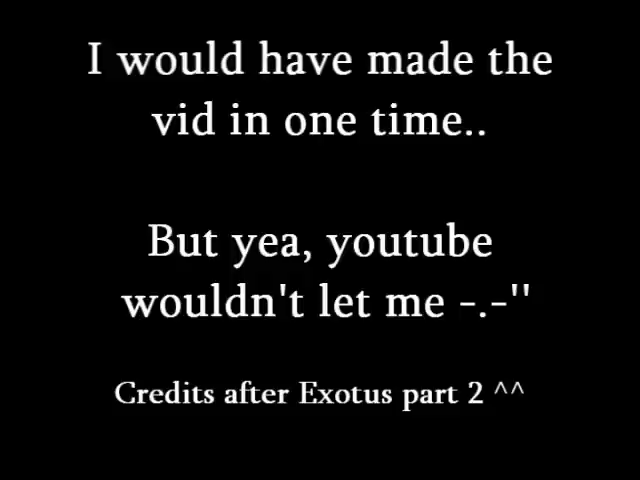 I would have made the
vid in one time..
But yea, youtube
wouldn't let me -.-"
Credits after Exotus part 2 ^^